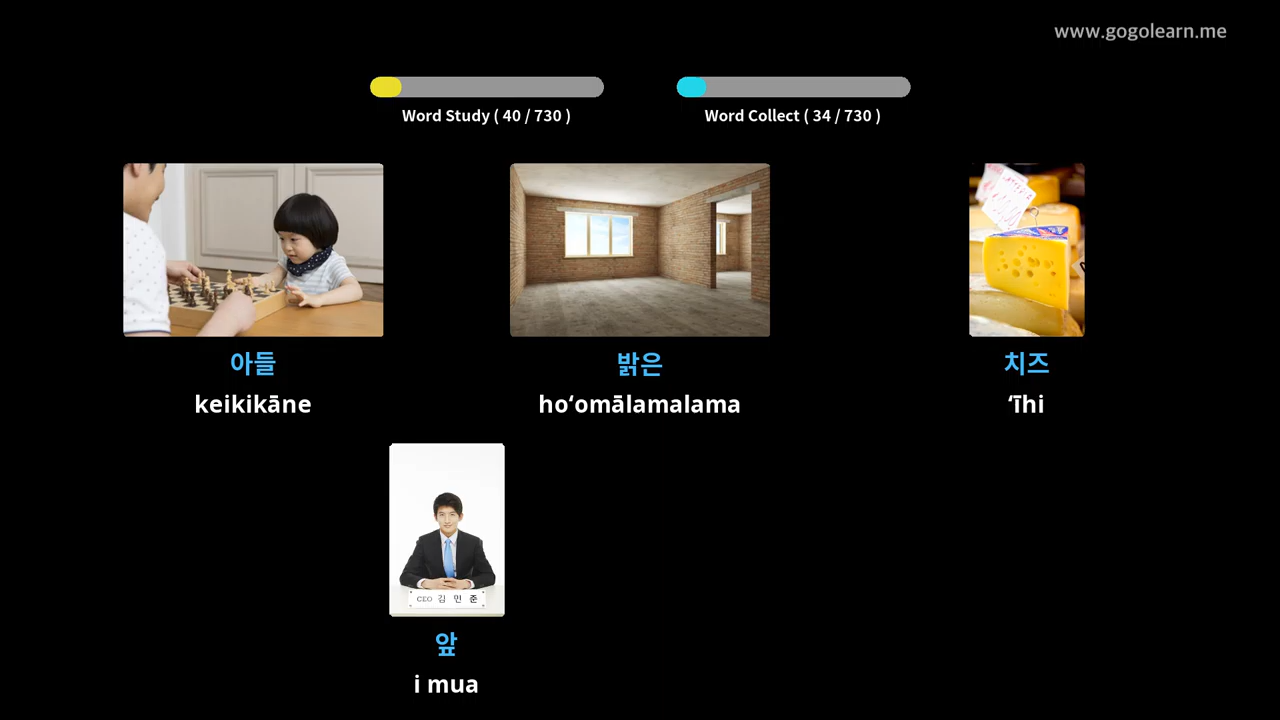 www.gogolearn.me
Word Study ( 40 / 730 )
Word Collect ( 34 / 730 )
아들
밝은
치즈
keikikāne
hoʻomālamalama
ʻīhi
CEO 김 민 준
앞
i mua